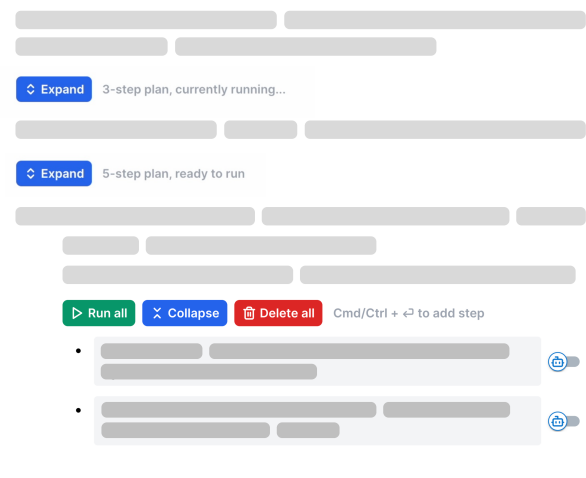 Expand 3-step plan, currently running...
Expand 5-step plan, ready to run
Run all Collapse Delete all Cmd/Ctrl + ⏎ to add step